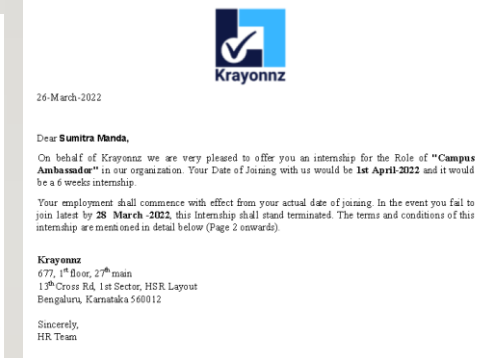 Krayonnz
26-March-2022
Dear Sumitra Manda,
On behalf of Krayonnz we are very pleased to offer you an internship for the Role of "Campus
Ambassador" in our organization. Your Date of Joining with us would be 1st April-2022 and it would
be a 6 weeks internship.
Your employment shall commence with effect from your actual date of joining. In the event you fail to
join latest by 28 March -2022, this Internship shall stand terminated. The terms and conditions of this
internship are mentioned in detail below (Page 2 onwards).
Krayonnz
677, 1st floor, 27th main
13th Cross Rd, 1st Sector, HSR Layout
Bengaluru, Karnataka 560012
Sincerely,
HR Team